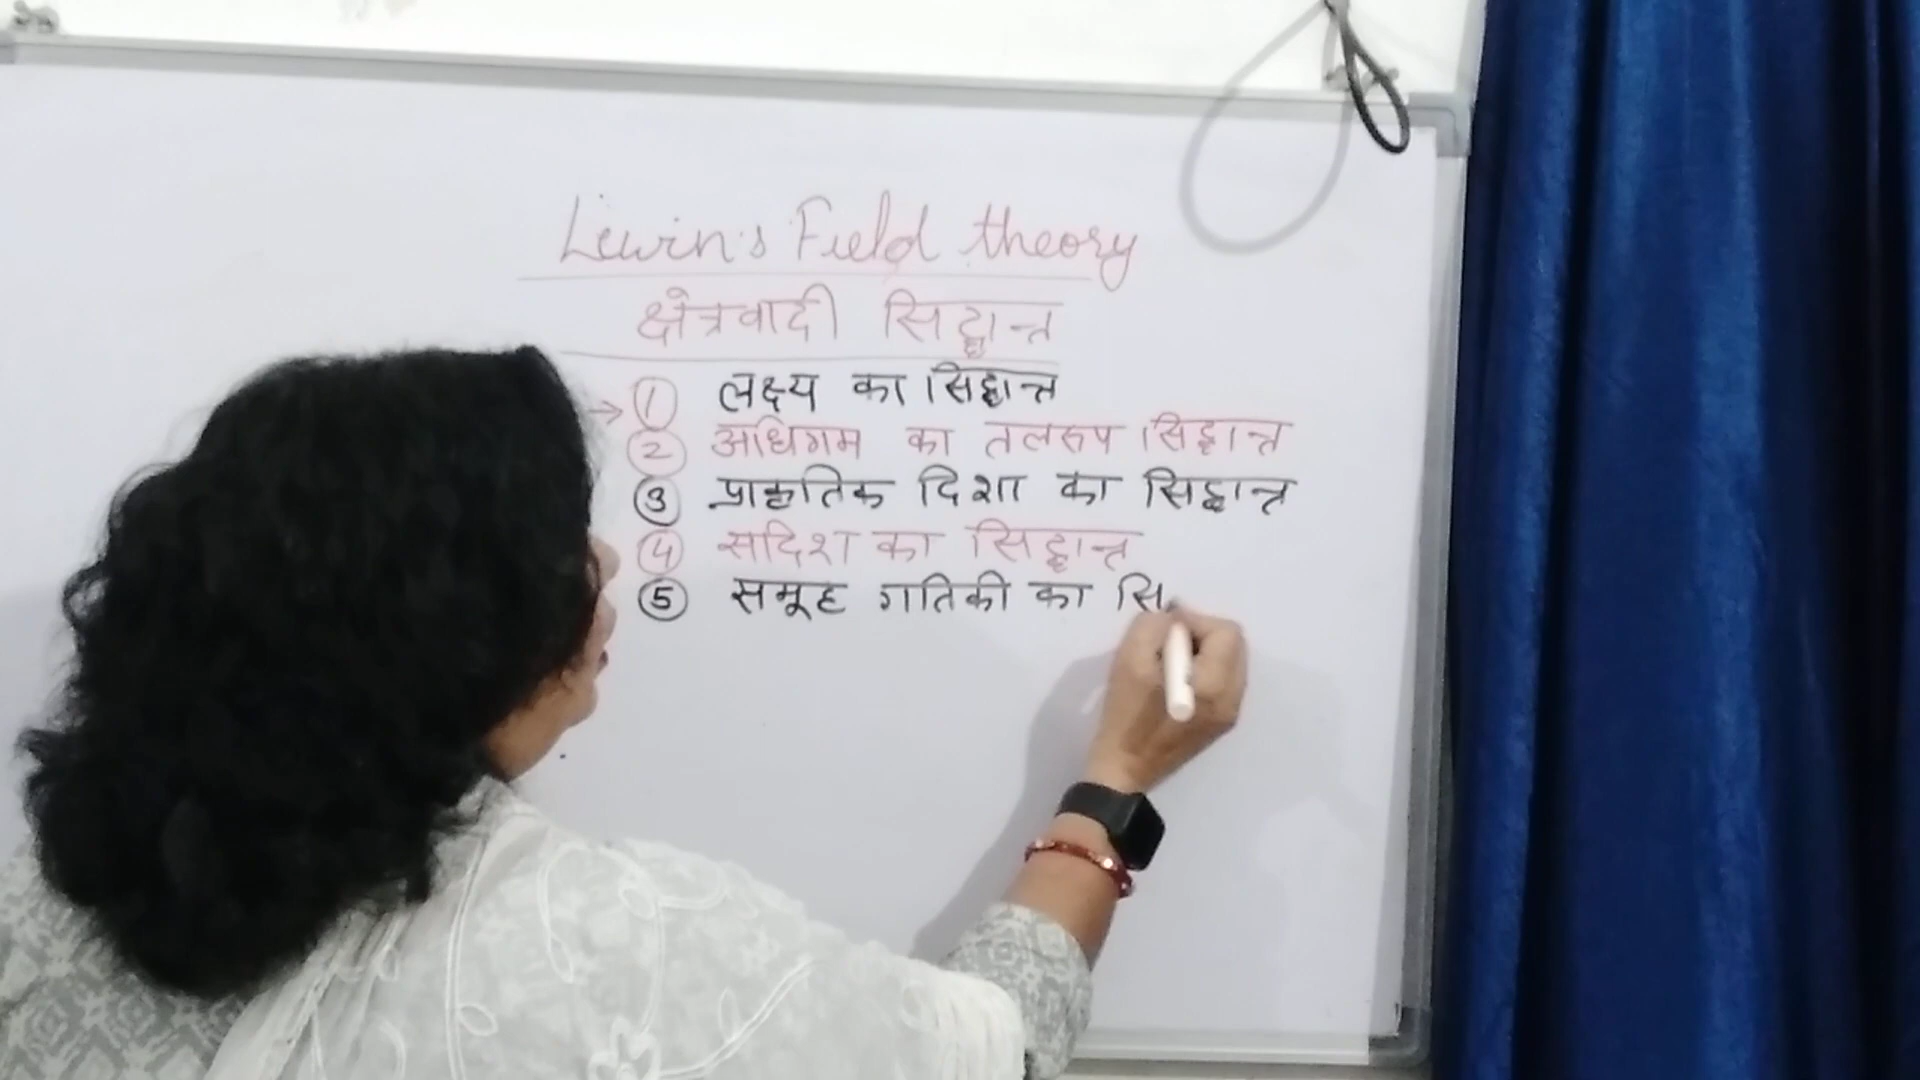 Lewin's Field theory
क्षेत्रवादी सिद्धान्त
→ 1 लक्ष्य का सिद्धान्त
2 अधिगम का तलरुप सिद्धान्त
3 प्राकृतिक दिशा का सिद्धान्त
4 सदिश का सिद्धान्त
5 समूह गतिकी का सि